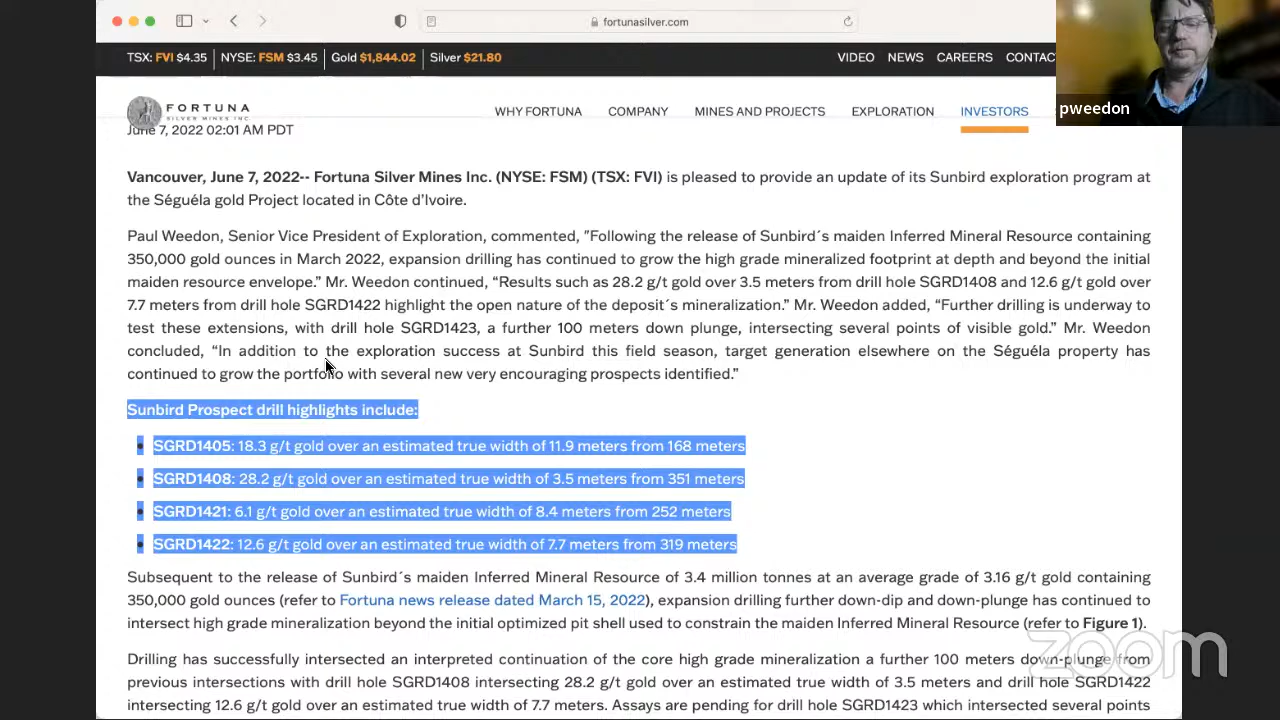 fortunasilver.com
TSX: FVI $4.35 NYSE: FSM $3.45 Gold $1,844.02 Silver $21.80
VIDEO NEWS CAREERS CONTAC
pweedon
FORTUNA
SILVER MINES INC.
WHY FORTUNA COMPANY MINES AND PROJECTS EXPLORATION INVESTORS
June 7, 2022 02:01 AM PDT
Vancouver, June 7, 2022-- Fortuna Silver Mines Inc. (NYSE: FSM) (TSX: FVI) is pleased to provide an update of its Sunbird exploration program at
the Séguéla gold Project located in Côte d’Ivoire.
Paul Weedon, Senior Vice President of Exploration, commented, "Following the release of Sunbird´s maiden Inferred Mineral Resource containing
350,000 gold ounces in March 2022, expansion drilling has continued to grow the high grade mineralized footprint at depth and beyond the initial
maiden resource envelope.” Mr. Weedon continued, “Results such as 28.2 g/t gold over 3.5 meters from drill hole SGRD1408 and 12.6 g/t gold over
7.7 meters from drill hole SGRD1422 highlight the open nature of the deposit´s mineralization.” Mr. Weedon added, “Further drilling is underway to
test these extensions, with drill hole SGRD1423, a further 100 meters down plunge, intersecting several points of visible gold.” Mr. Weedon
concluded, “In addition to the exploration success at Sunbird this field season, target generation elsewhere on the Séguéla property has
continued to grow the portfolio with several new very encouraging prospects identified.”
Sunbird Prospect drill highlights include:
• SGRD1405: 18.3 g/t gold over an estimated true width of 11.9 meters from 168 meters
• SGRD1408: 28.2 g/t gold over an estimated true width of 3.5 meters from 351 meters
• SGRD1421: 6.1 g/t gold over an estimated true width of 8.4 meters from 252 meters
• SGRD1422: 12.6 g/t gold over an estimated true width of 7.7 meters from 319 meters
Subsequent to the release of Sunbird´s maiden Inferred Mineral Resource of 3.4 million tonnes at an average grade of 3.16 g/t gold containing
350,000 gold ounces (refer to Fortuna news release dated March 15, 2022), expansion drilling further down-dip and down-plunge has continued to
intersect high grade mineralization beyond the initial optimized pit shell used to constrain the maiden Inferred Mineral Resource (refer to Figure 1).
zoom
Drilling has successfully intersected an interpreted continuation of the core high grade mineralization a further 100 meters down-plunge from
previous intersections with drill hole SGRD1408 intersecting 28.2 g/t gold over an estimated true width of 3.5 meters and drill hole SGRD1422
intersecting 12.6 g/t gold over an estimated true width of 7.7 meters. Assays are pending for drill hole SGRD1423 which intersected several points